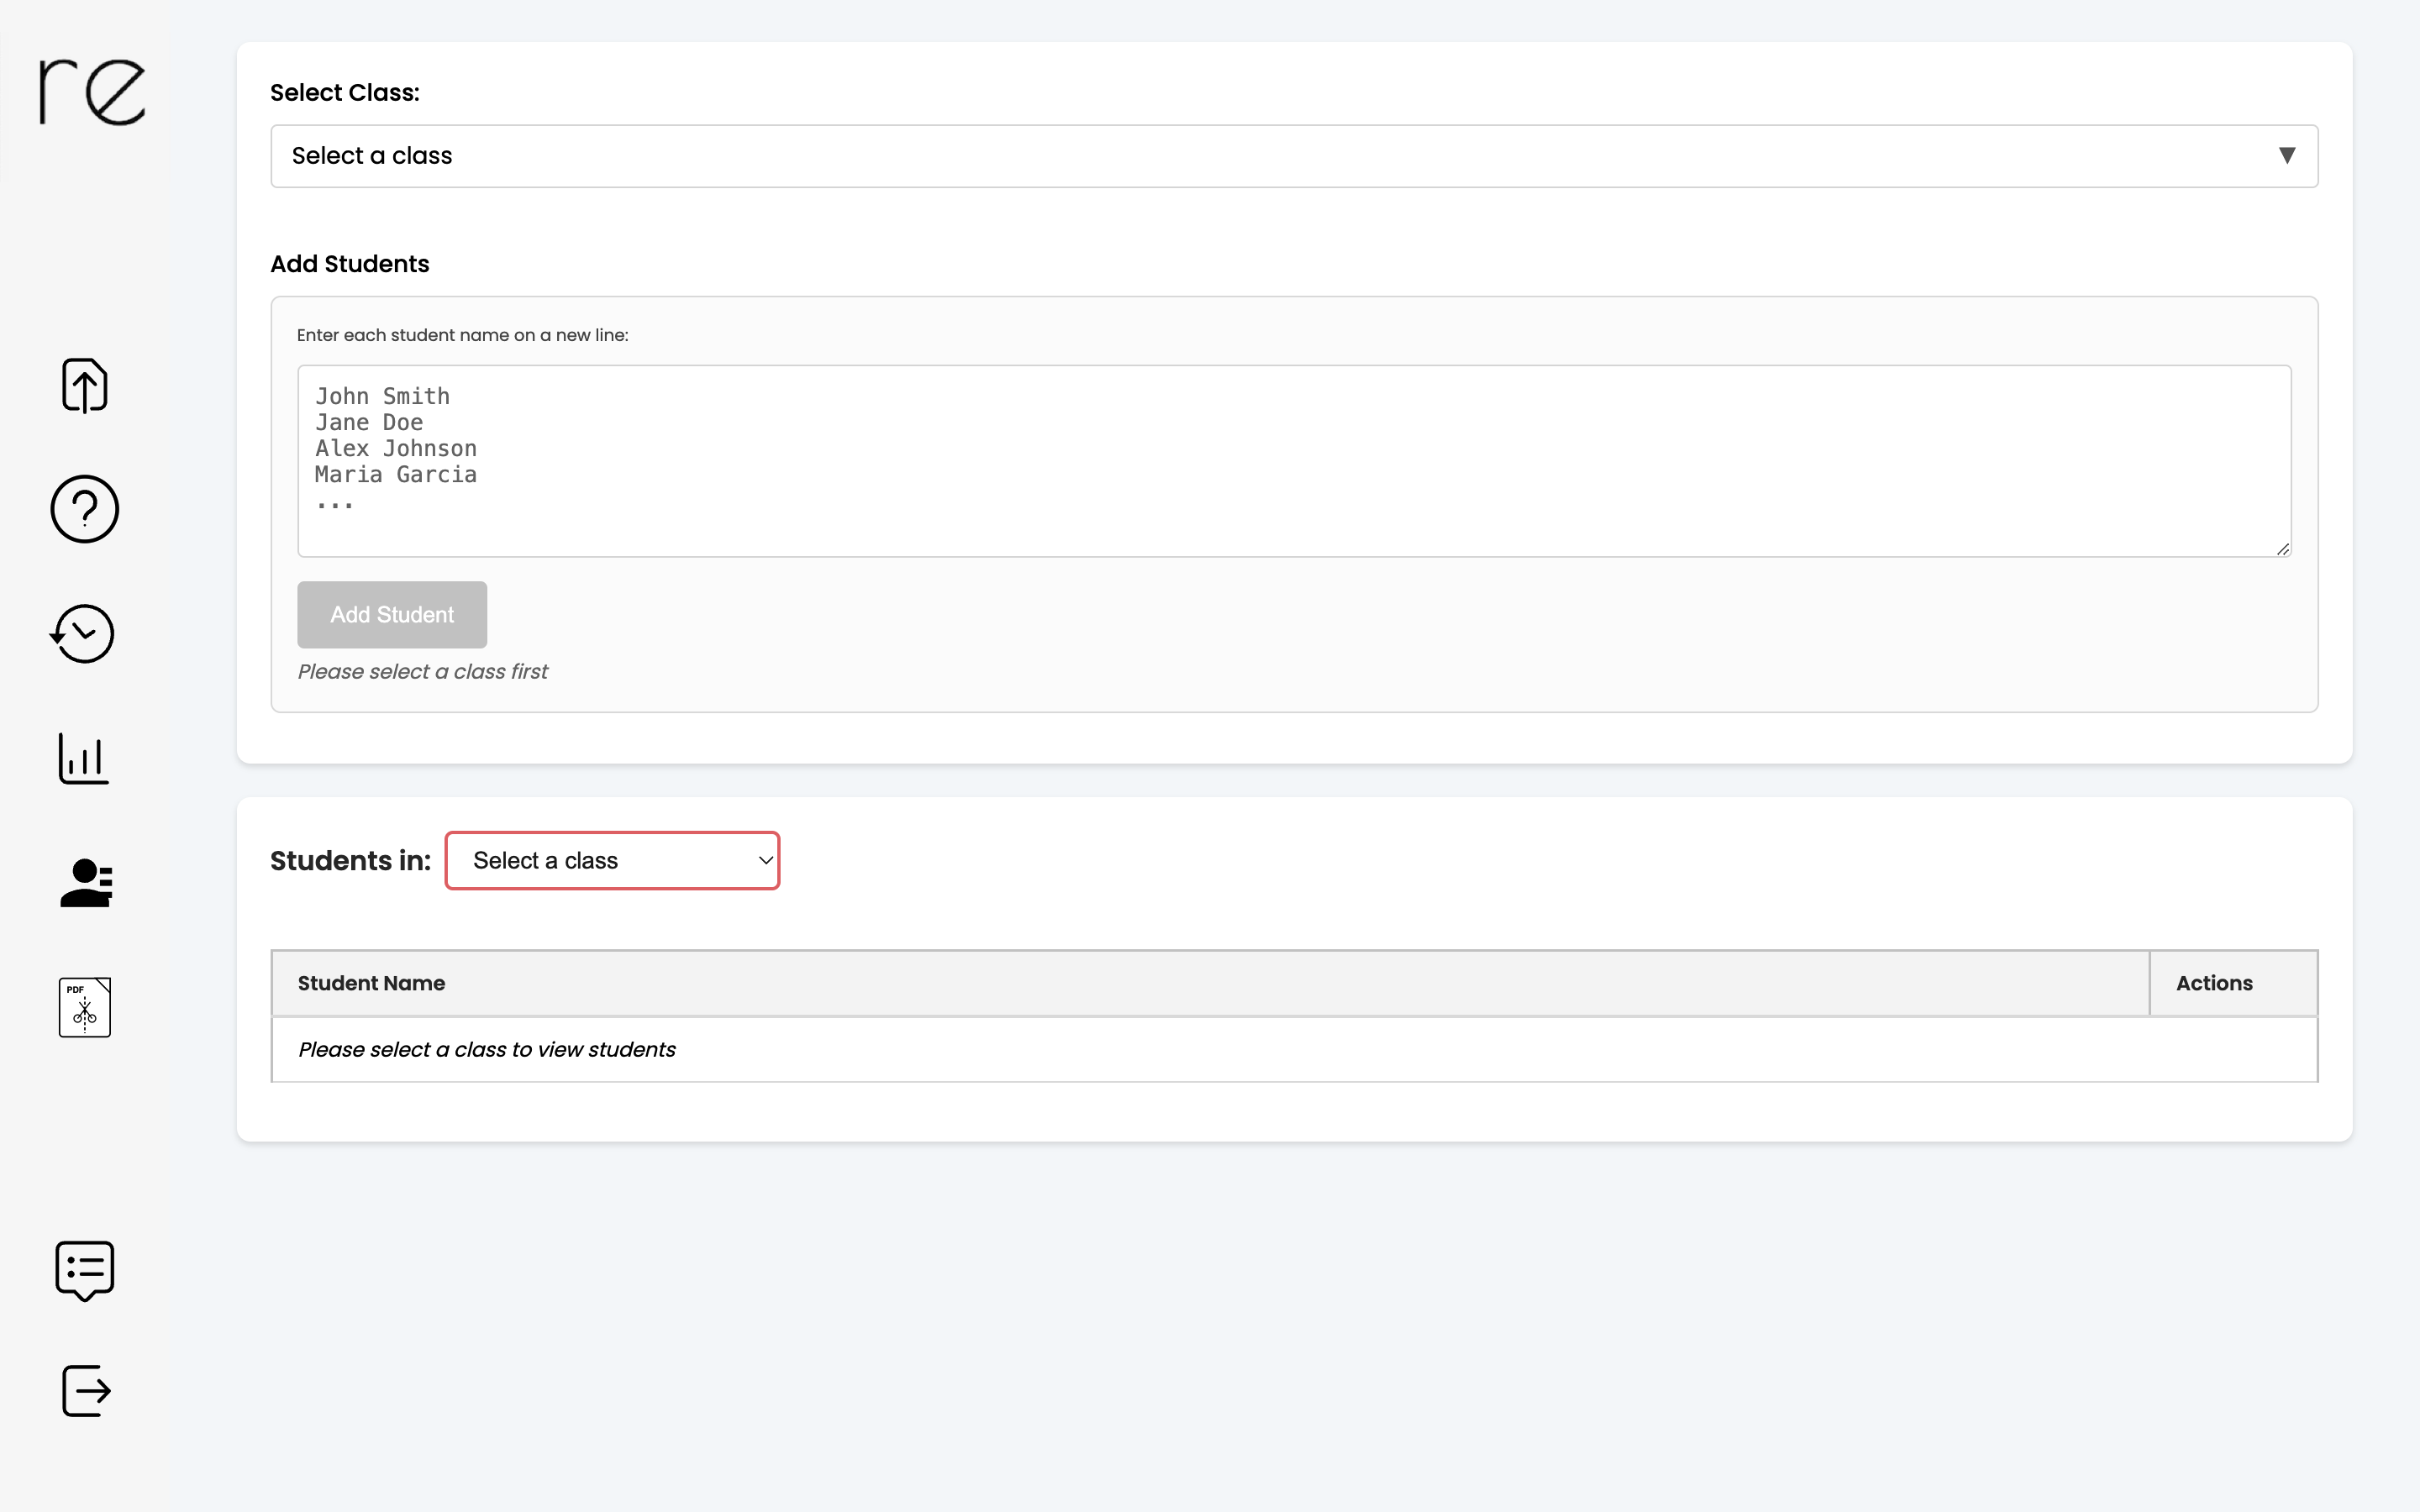 re
Select Class:
Select a class
Add Students
Enter each student name on a new line:
John Smith
Jane Doe
Alex Johnson
Maria Garcia
...
Add Student
Please select a class first
Students in:
Select a class
Student Name
Actions
Please select a class to view students
PDF